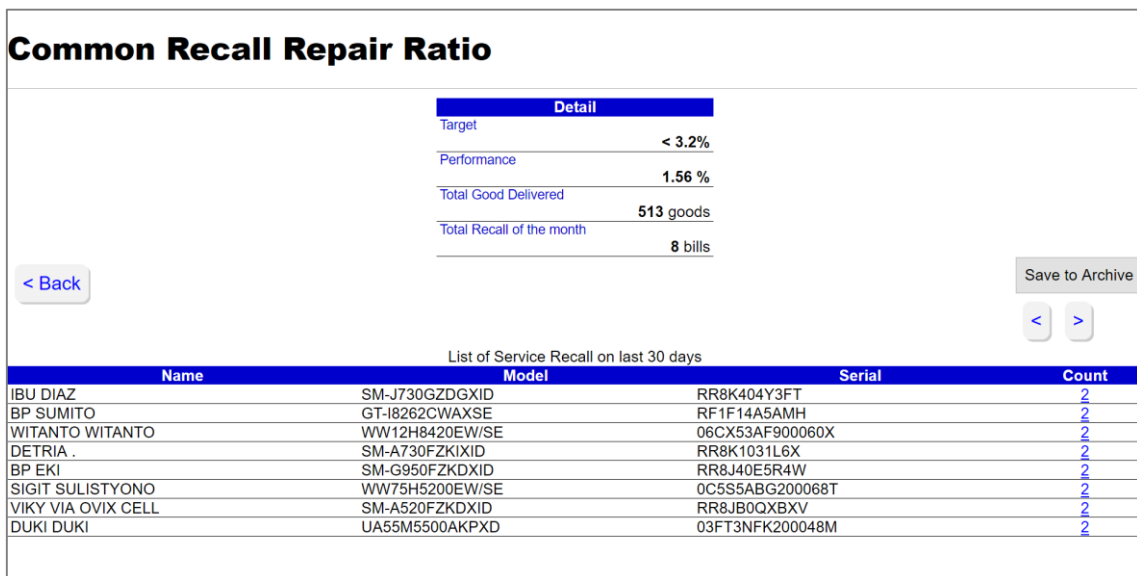 Common Recall Repair Ratio
Detail
Target
< 3.2%
Performance
1.56 %
Total Good Delivered
513 goods
Total Recall of the month
8 bills
< Back
Save to Archive
< >
List of Service Recall on last 30 days
Name Model Serial Count
IBU DIAZ SM-J730GZDGXID RR8K404Y3FT 2
BP SUMITO GT-I8262CWAXSE RF1F14A5AMH 2
WITANTO WITANTO WW12H8420EW/SE 06CX53AF900060X 2
DETRIA . SM-A730FZKIXID RR8K1031L6X 2
BP EKI SM-G950FZKDXID RR8J40E5R4W 2
SIGIT SULISTYONO WW75H5200EW/SE 0C5S5ABG200068T 2
VIKY VIA OVIX CELL SM-A520FZKDXID RR8JB0QXBXV 2
DUKI DUKI UA55M5500AKPXD 03FT3NFK200048M 2